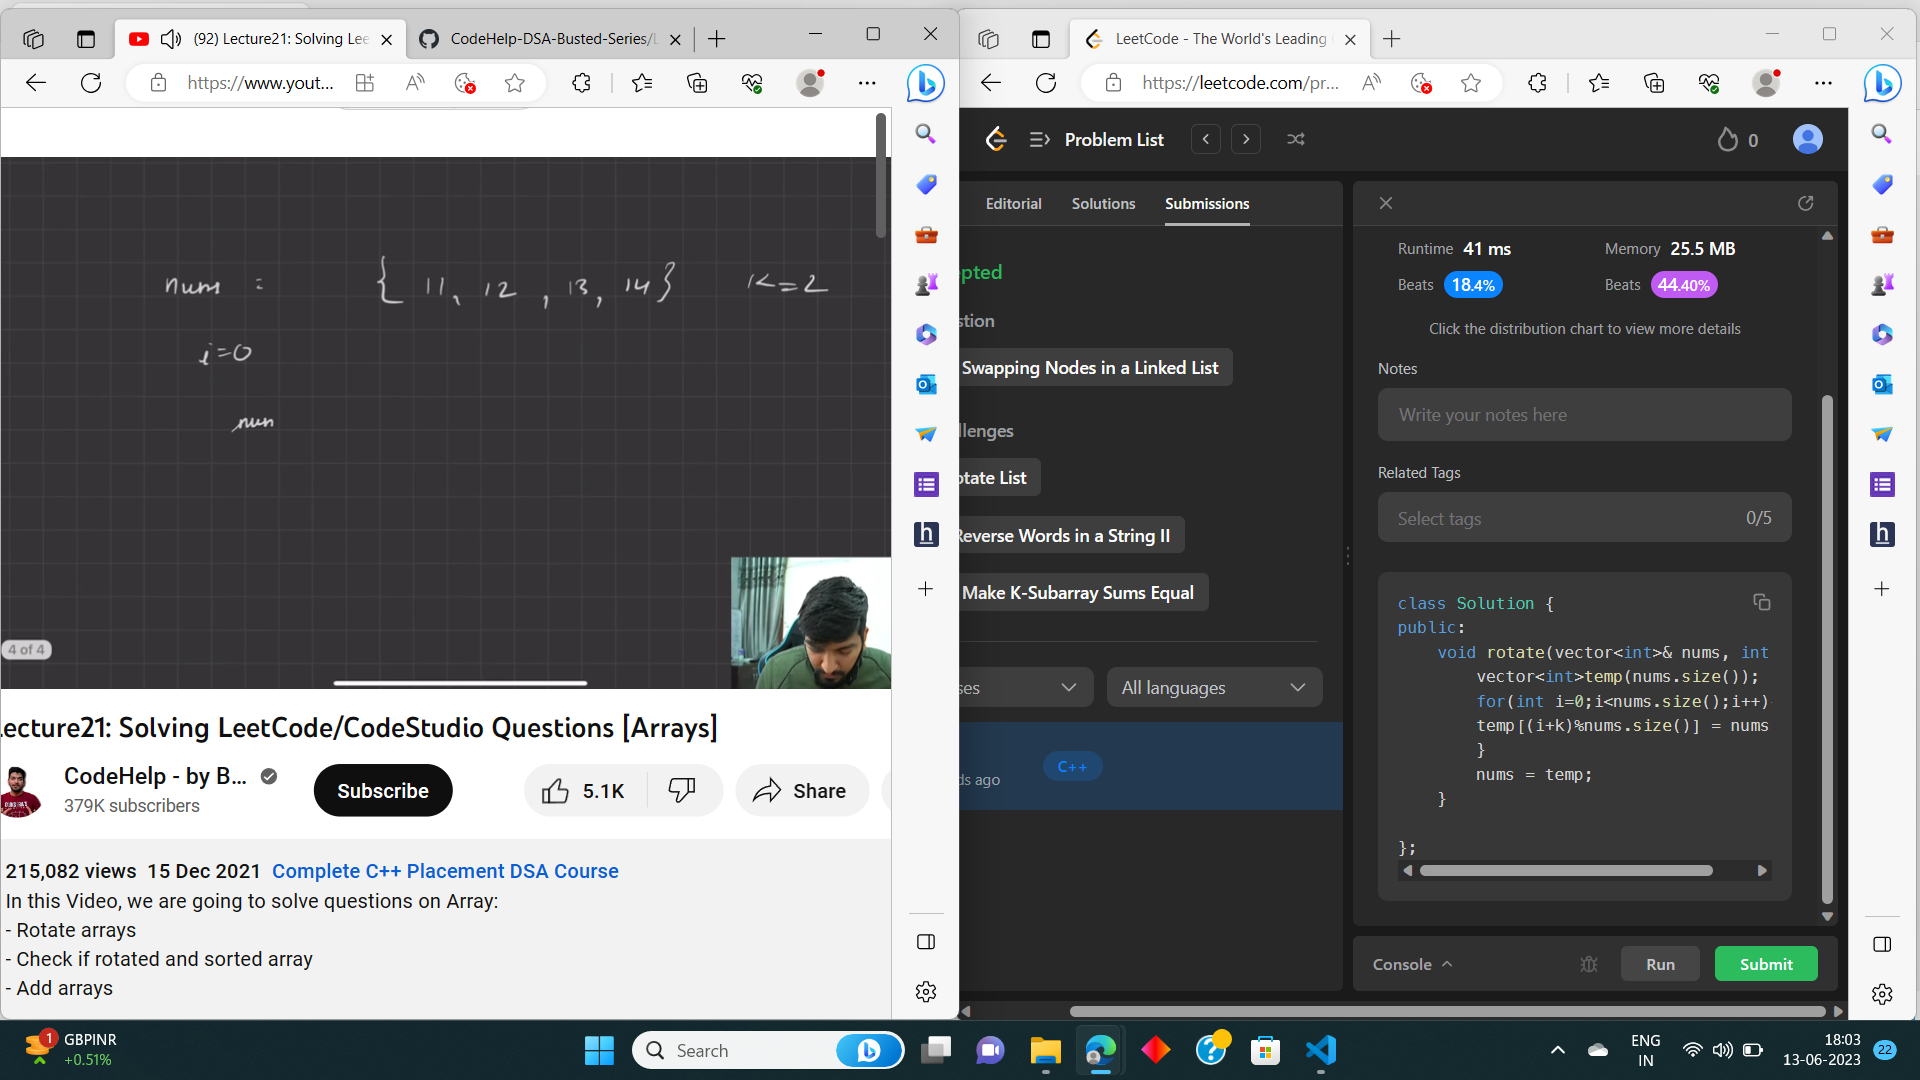 (92) Lecture21: Solving Lee
CodeHelp-DSA-Busted-Series/L
https://www.yout...
nums : { 11, 12, 13, 14} K=2
i=0
num
4 of 4
Lecture21: Solving LeetCode/CodeStudio Questions [Arrays]
CodeHelp - by B...
379K subscribers
Subscribe
5.1K
Share
215,082 views 15 Dec 2021 Complete C++ Placement DSA Course
In this Video, we are going to solve questions on Array:
- Rotate arrays
- Check if rotated and sorted array
- Add arrays
LeetCode - The World's Leading
https://leetcode.com/pr...
Problem List
0
Editorial Solutions Submissions
epted
stion
Swapping Nodes in a Linked List
llenges
otate List
Reverse Words in a String II
Make K-Subarray Sums Equal
ses
All languages
ds ago
C++
Runtime 41 ms
Memory 25.5 MB
Beats 18.4%
Beats 44.40%
Click the distribution chart to view more details
Notes
Write your notes here
Related Tags
Select tags 0/5
class Solution {
public:
void rotate(vector<int>& nums, int
vector<int>temp(nums.size());
for(int i=0;i<nums.size();i++)
temp[(i+k)%nums.size()] = nums
}
nums = temp;
}
};
Console
Run
Submit
1
GBPINR
+0.51%
Search
ENG
IN
18:03
13-06-2023
22